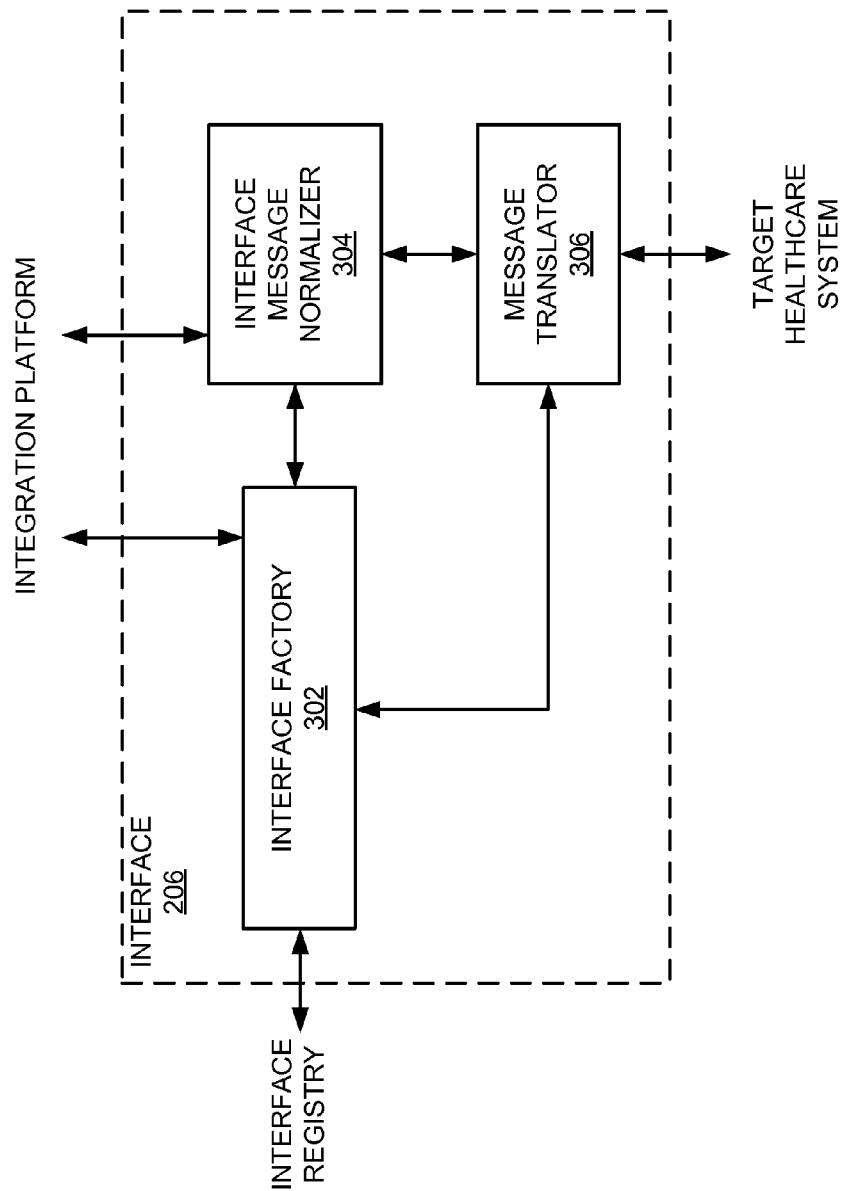 INTEGRATION PLATFORM
INTERFACE
206
INTERFACE
MESSAGE
NORMALIZER
304
INTERFACE FACTORY
302
MESSAGE
TRANSLATOR
306
INTERFACE
REGISTRY
TARGET
HEALTHCARE
SYSTEM